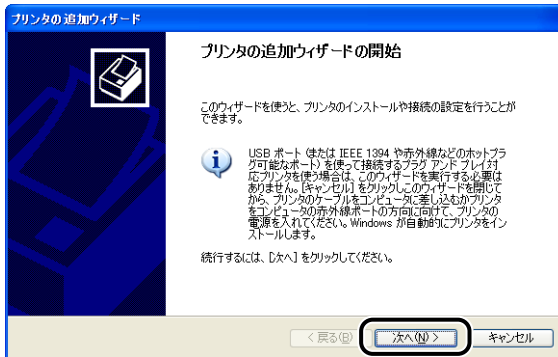 プリンタの追加ウィザード
プリンタの追加ウィザードの開始
このウィザードを使うと、プリンタのインストールや接続の設定を行うことが
できます。
USB ポート (または IEEE 1394 や赤外線などのホットプラ
グ可能なポート) を使って接続するプラグ アンド プレイ対
応プリンタを使う場合は、このウィザードを実行する必要は
ありません。[キャンセル] をクリックしこのウィザードを閉じて
から、プリンタのケーブルをコンピュータに差し込むかプリンタ
をコンピュータの赤外線ポートの方向に向けて、プリンタの
電源を入れてください。Windows が自動的にプリンタをイン
ストールします。
続行するには、[次へ] をクリックしてください。
< 戻る(B)
次へ(N) >
キャンセル